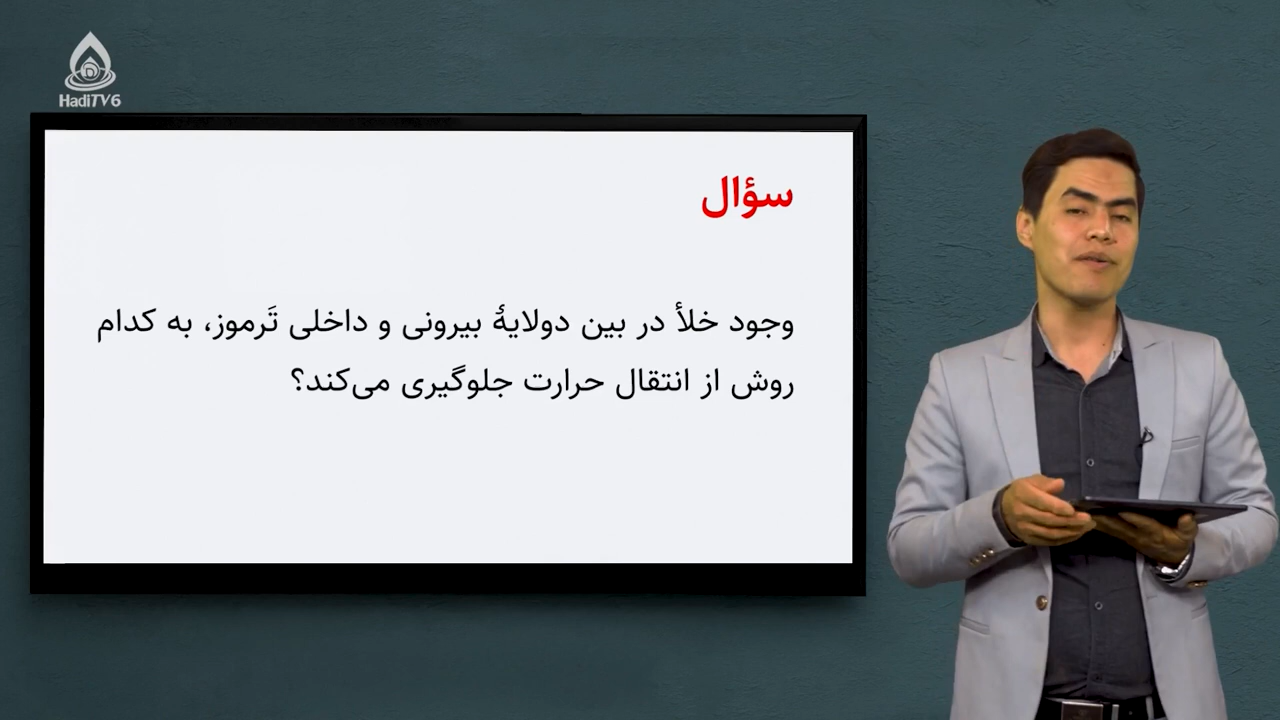 HadiTV6
سؤال
وجود خلأ در بین دولایهٔ بیرونی و داخلی تَرموز، به کدام
روش از انتقال حرارت جلوگیری می‌کند؟